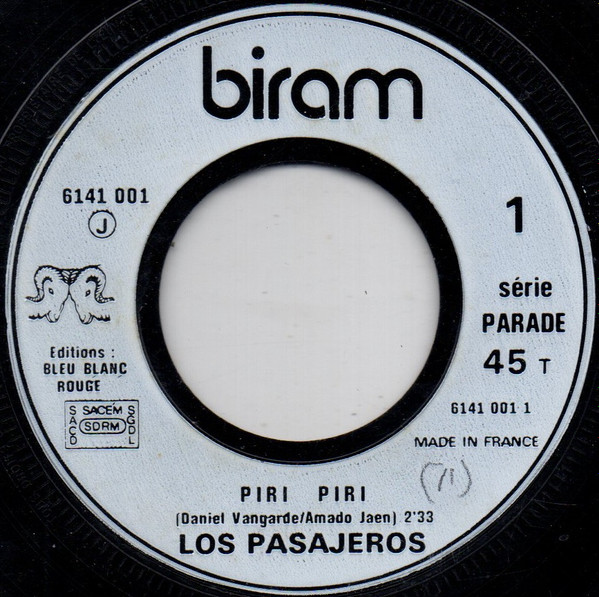 biram
6141 001
J
1
série
PARADE
45 T
Editions :
BLEU BLANC
ROUGE
SACD SACEM SDRM SGDL
6141 001 1
MADE IN FRANCE
(71)
PIRI PIRI
(Daniel Vangarde/Amado Jaen) 2'33
LOS PASAJEROS